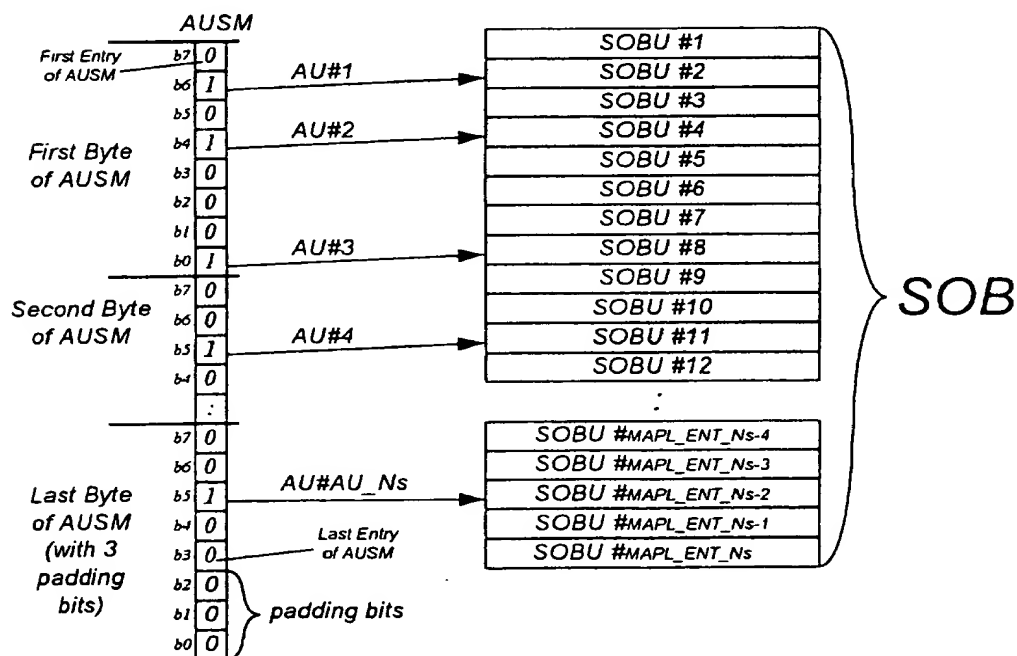 AUSM
First Entry
of AUSM
b7 0
b6 1
b5 0
b4 1
b3 0
b2 0
b1 0
b0 1
First Byte
of AUSM
AU#1
AU#2
AU#3
b7 0
b6 0
b5 1
b4 0
:
Second Byte
of AUSM
AU#4
b7 0
b6 0
b5 1
b4 0
b3 0
b2 0
b1 0
b0 0
Last Byte
of AUSM
(with 3
padding
bits)
AU#AU_Ns
Last Entry
of AUSM
padding bits
SOBU #1
SOBU #2
SOBU #3
SOBU #4
SOBU #5
SOBU #6
SOBU #7
SOBU #8
SOBU #9
SOBU #10
SOBU #11
SOBU #12
:
SOBU #MAPL_ENT_Ns-4
SOBU #MAPL_ENT_Ns-3
SOBU #MAPL_ENT_Ns-2
SOBU #MAPL_ENT_Ns-1
SOBU #MAPL_ENT_Ns
SOB